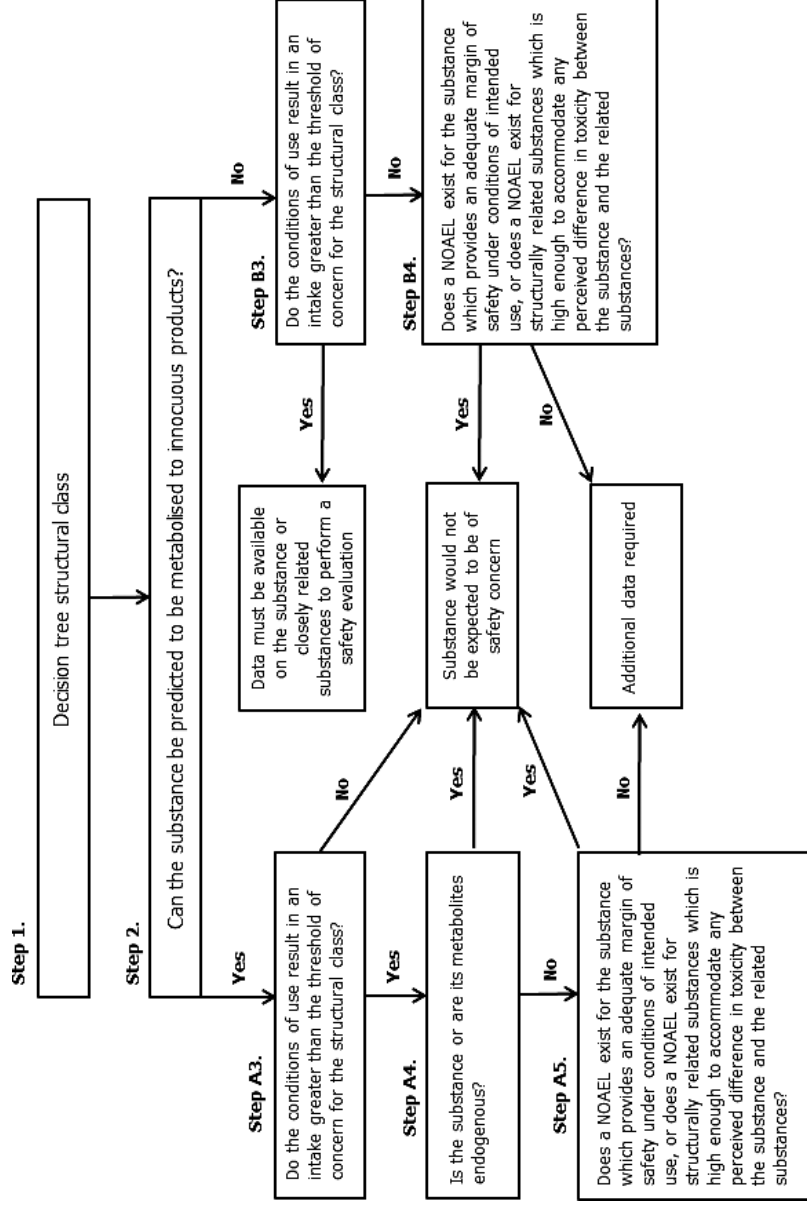 Step 1.
Decision tree structural class
Step 2.
Can the substance be predicted to be metabolised to innocuous products?
Yes
No
Step A3.
Do the conditions of use result in an
intake greater than the threshold of
concern for the structural class?
No
Yes
Step A4.
Is the substance or are its metabolites
endogenous?
Yes
No
Step A5.
Does a NOAEL exist for the substance
which provides an adequate margin of
safety under conditions of intended
use, or does a NOAEL exist for
structurally related substances which is
high enough to accommodate any
perceived difference in toxicity between
the substance and the related
substances?
Yes
No
Data must be available
on the substance or
closely related
substances to perform a
safety evaluation
Substance would not
be expected to be of
safety concern
Additional data required
Step B3.
Do the conditions of use result in an
intake greater than the threshold of
concern for the structural class?
Yes
No
Step B4.
Does a NOAEL exist for the substance
which provides an adequate margin of
safety under conditions of intended
use, or does a NOAEL exist for
structurally related substances which is
high enough to accommodate any
perceived difference in toxicity between
the substance and the related
substances?
Yes
No